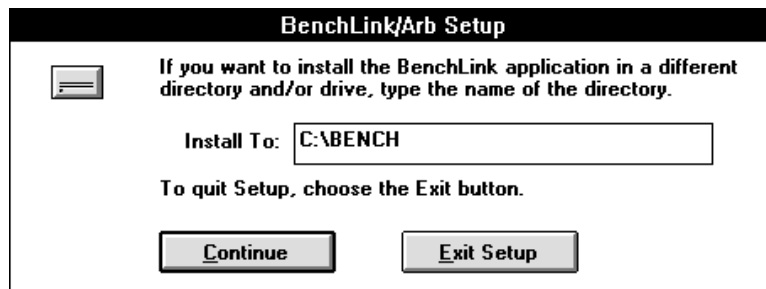 BenchLink/Arb Setup
If you want to install the BenchLink application in a different
directory and/or drive, type the name of the directory.
Install To: C:\BENCH
To quit Setup, choose the Exit button.
Continue Exit Setup